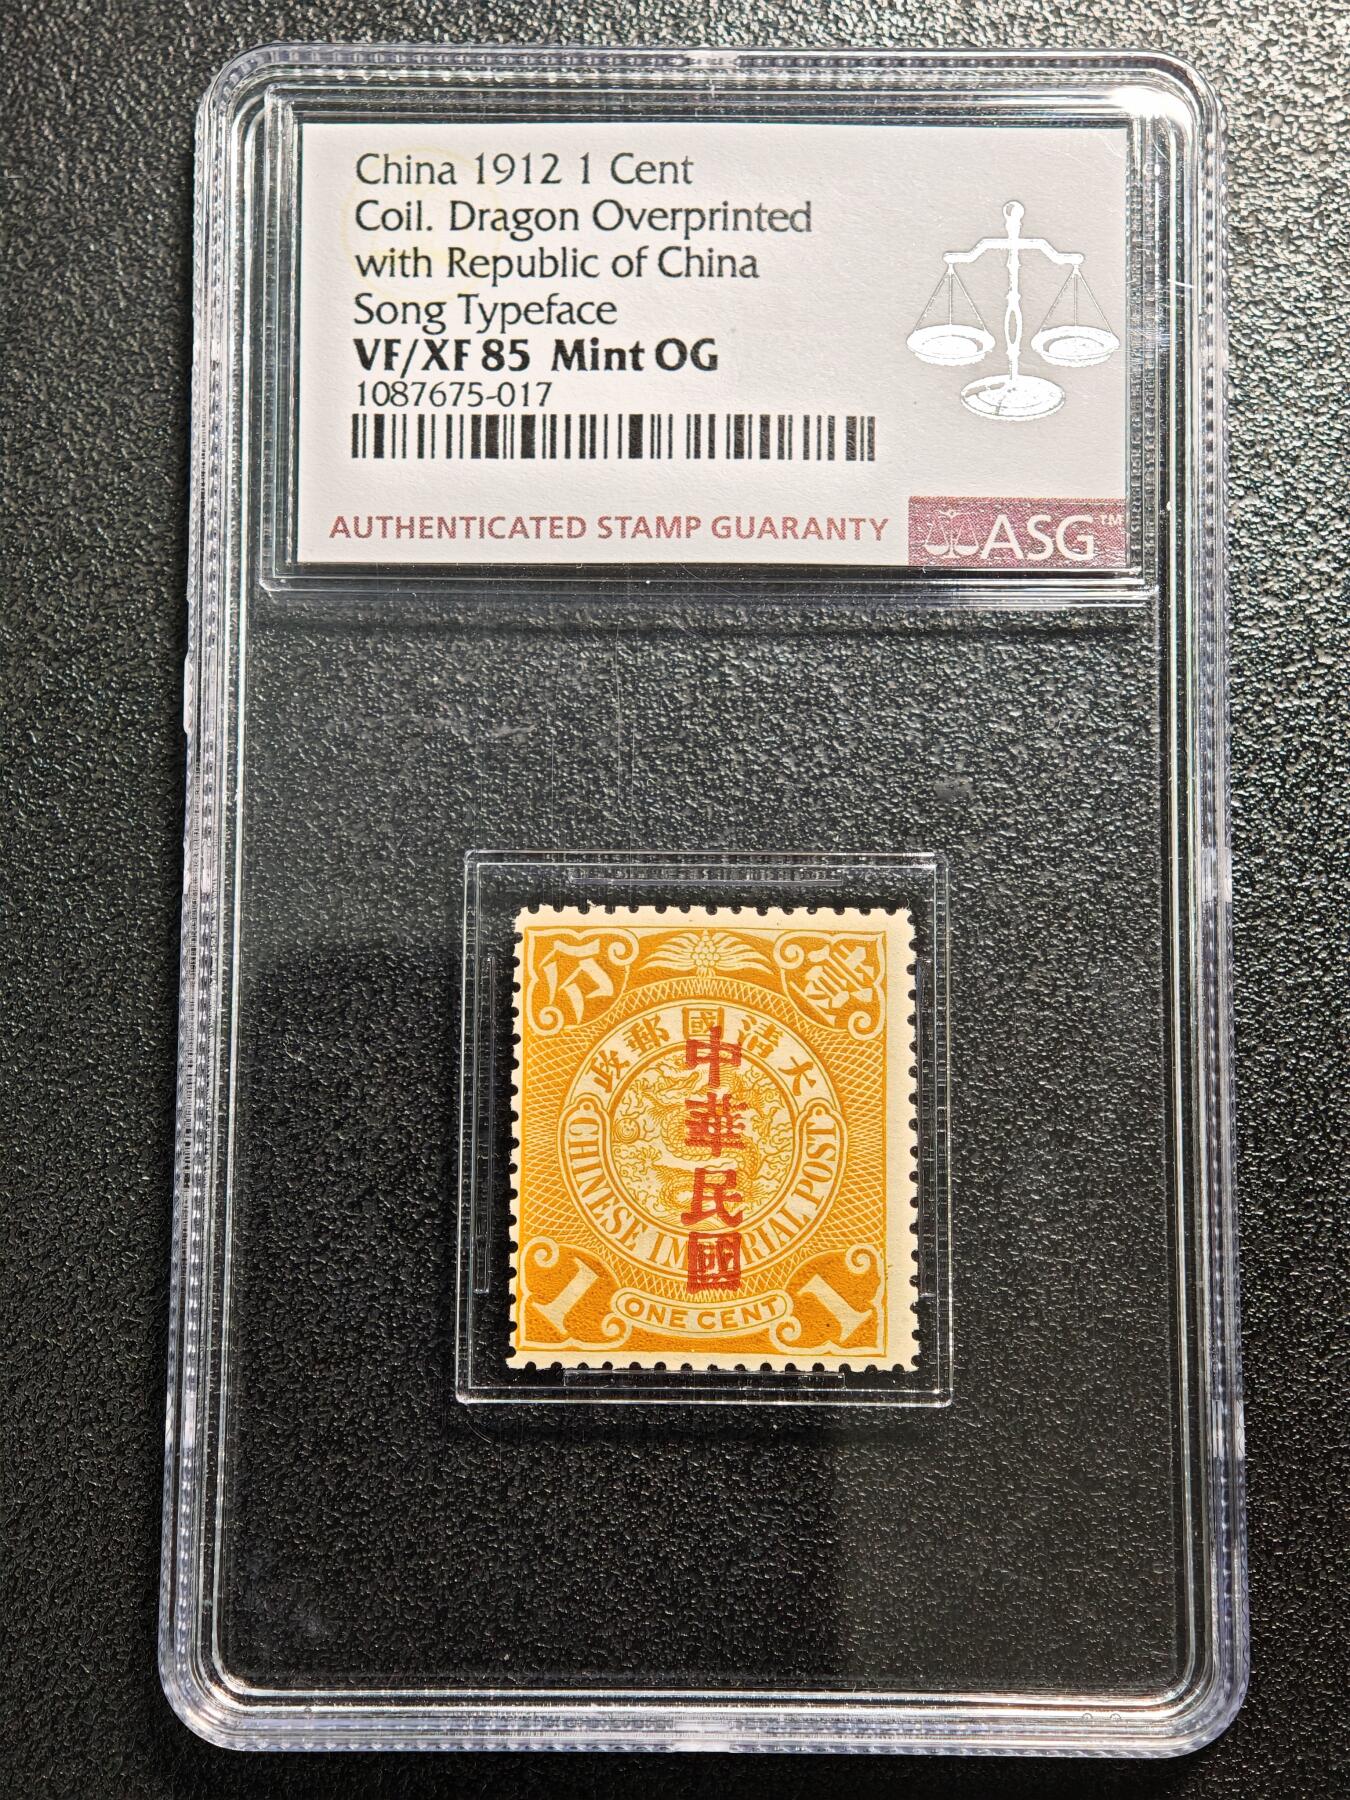 China 1912 1 Cent
Coil. Dragon Overprinted
with Republic of China
Song Typeface
VF/XF 85 Mint OG
1087675-017
AUTHENTICATED STAMP GUARANTY
ASG™
分 壹
大清國郵政
中華民國
CHINESE IMPERIAL POST
1 ONE CENT 1